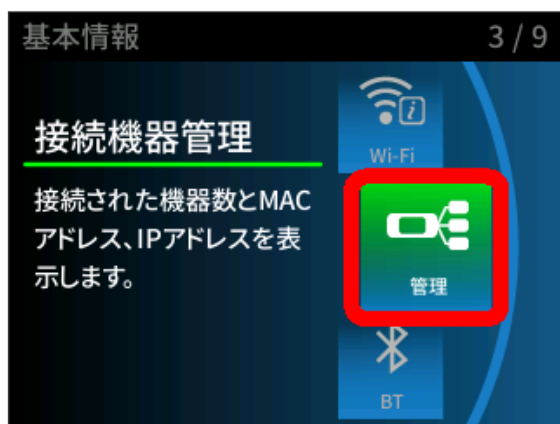 基本情報 3 / 9
Wi-Fi
接続機器管理
接続された機器数とMAC
アドレス、IPアドレスを表
示します。
管理
BT